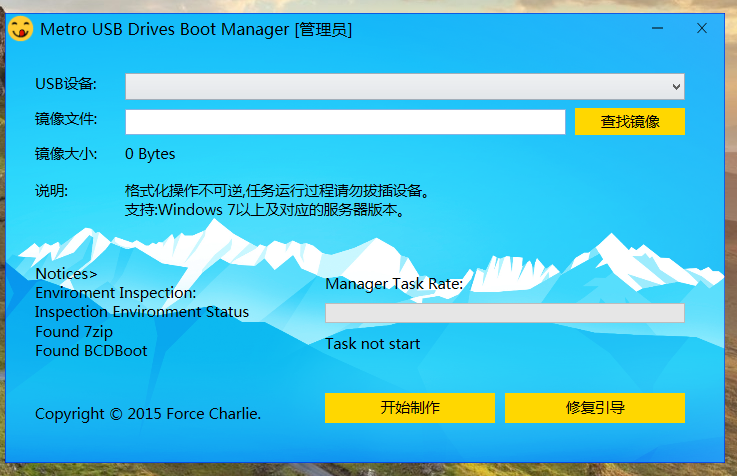 Metro USB Drives Boot Manager [管理员]
USB设备:
镜像文件:
查找镜像
镜像大小:
0 Bytes
说明:
格式化操作不可逆,任务运行过程请勿拔插设备。
支持:Windows 7以上及对应的服务器版本。
Notices>
Enviroment Inspection:
Inspection Environment Status
Found 7zip
Found BCDBoot
Manager Task Rate:
Task not start
Copyright © 2015 Force Charlie.
开始制作
修复引导